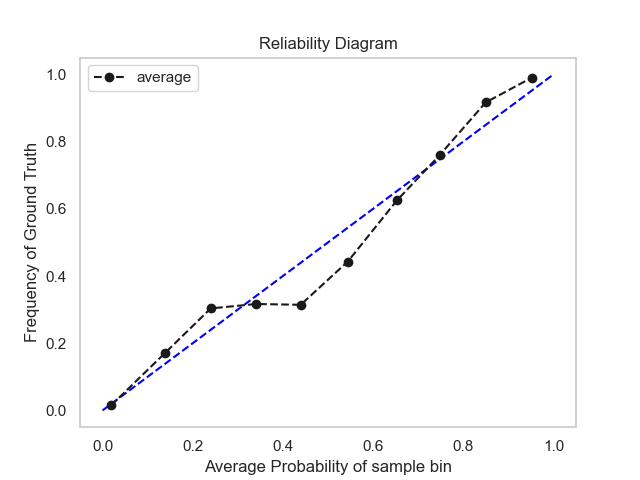 Reliability Diagram
average
Frequency of Ground Truth
1.0
0.8
0.6
0.4
0.2
0.0
0.0 0.2 0.4 0.6 0.8 1.0
Average Probability of sample bin